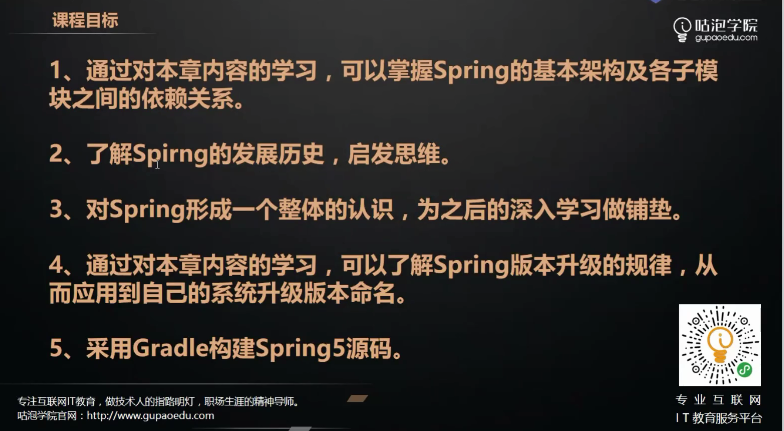 课程目标
咕泡学院
gupaoedu.com
1、通过对本章内容的学习，可以掌握Spring的基本架构及各子模
块之间的依赖关系。
2、了解Spirng的发展历史，启发思维。
3、对Spring形成一个整体的认识，为之后的深入学习做铺垫。
4、通过对本章内容的学习，可以了解Spring版本升级的规律，从
而应用到自己的系统升级版本命名。
5、采用Gradle构建Spring5源码。
专注互联网IT教育，做技术人的指路明灯，职场生涯的精神导师。
咕泡学院官网：http://www.gupaoedu.com
专业互联网
IT教育服务平台